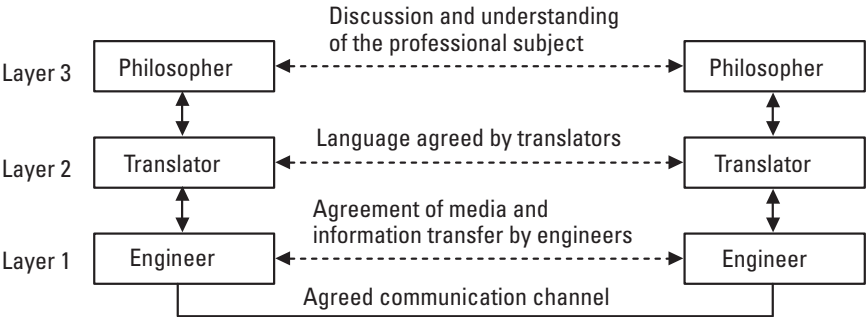 Discussion and understanding
of the professional subject
Layer 3
Philosopher
Philosopher
Language agreed by translators
Layer 2
Translator
Translator
Agreement of media and
information transfer by engineers
Layer 1
Engineer
Engineer
Agreed communication channel